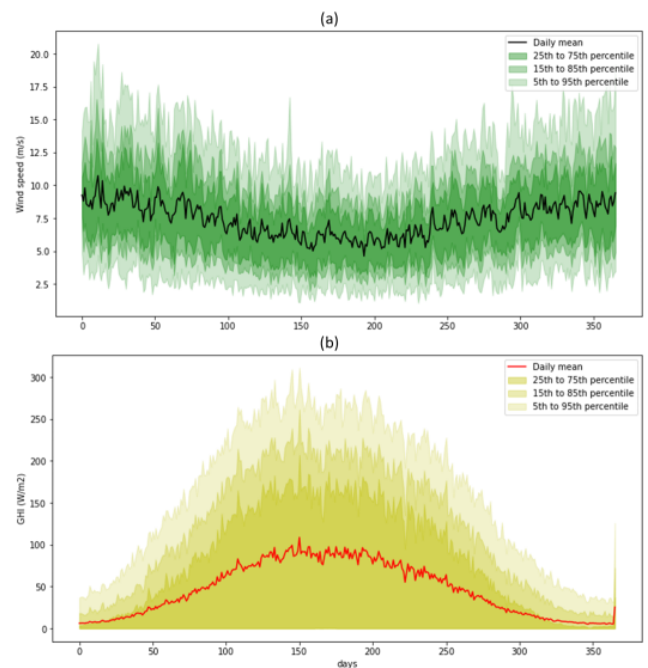 (a)
20.0
17.5
15.0
12.5
10.0
7.5
5.0
2.5
Wind speed (m/s)
Daily mean
25th to 75th percentile
15th to 85th percentile
5th to 95th percentile
0 50 100 150 200 250 300 350
(b)
300
250
200
150
100
50
0
GHI (W/m2)
Daily mean
25th to 75th percentile
15th to 85th percentile
5th to 95th percentile
0 50 100 150 200 250 300 350
days